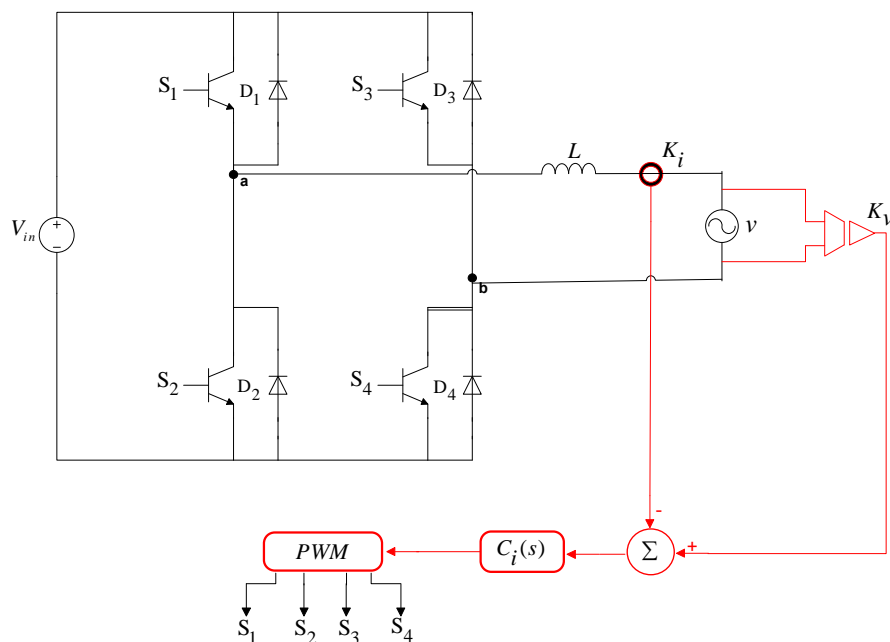 S1 D1 S3 D3
L Ki
a
Vin + − v Kv
b
S2 D2 S4 D4
- 
PWM Ci(s) Σ +
S1 S2 S3 S4